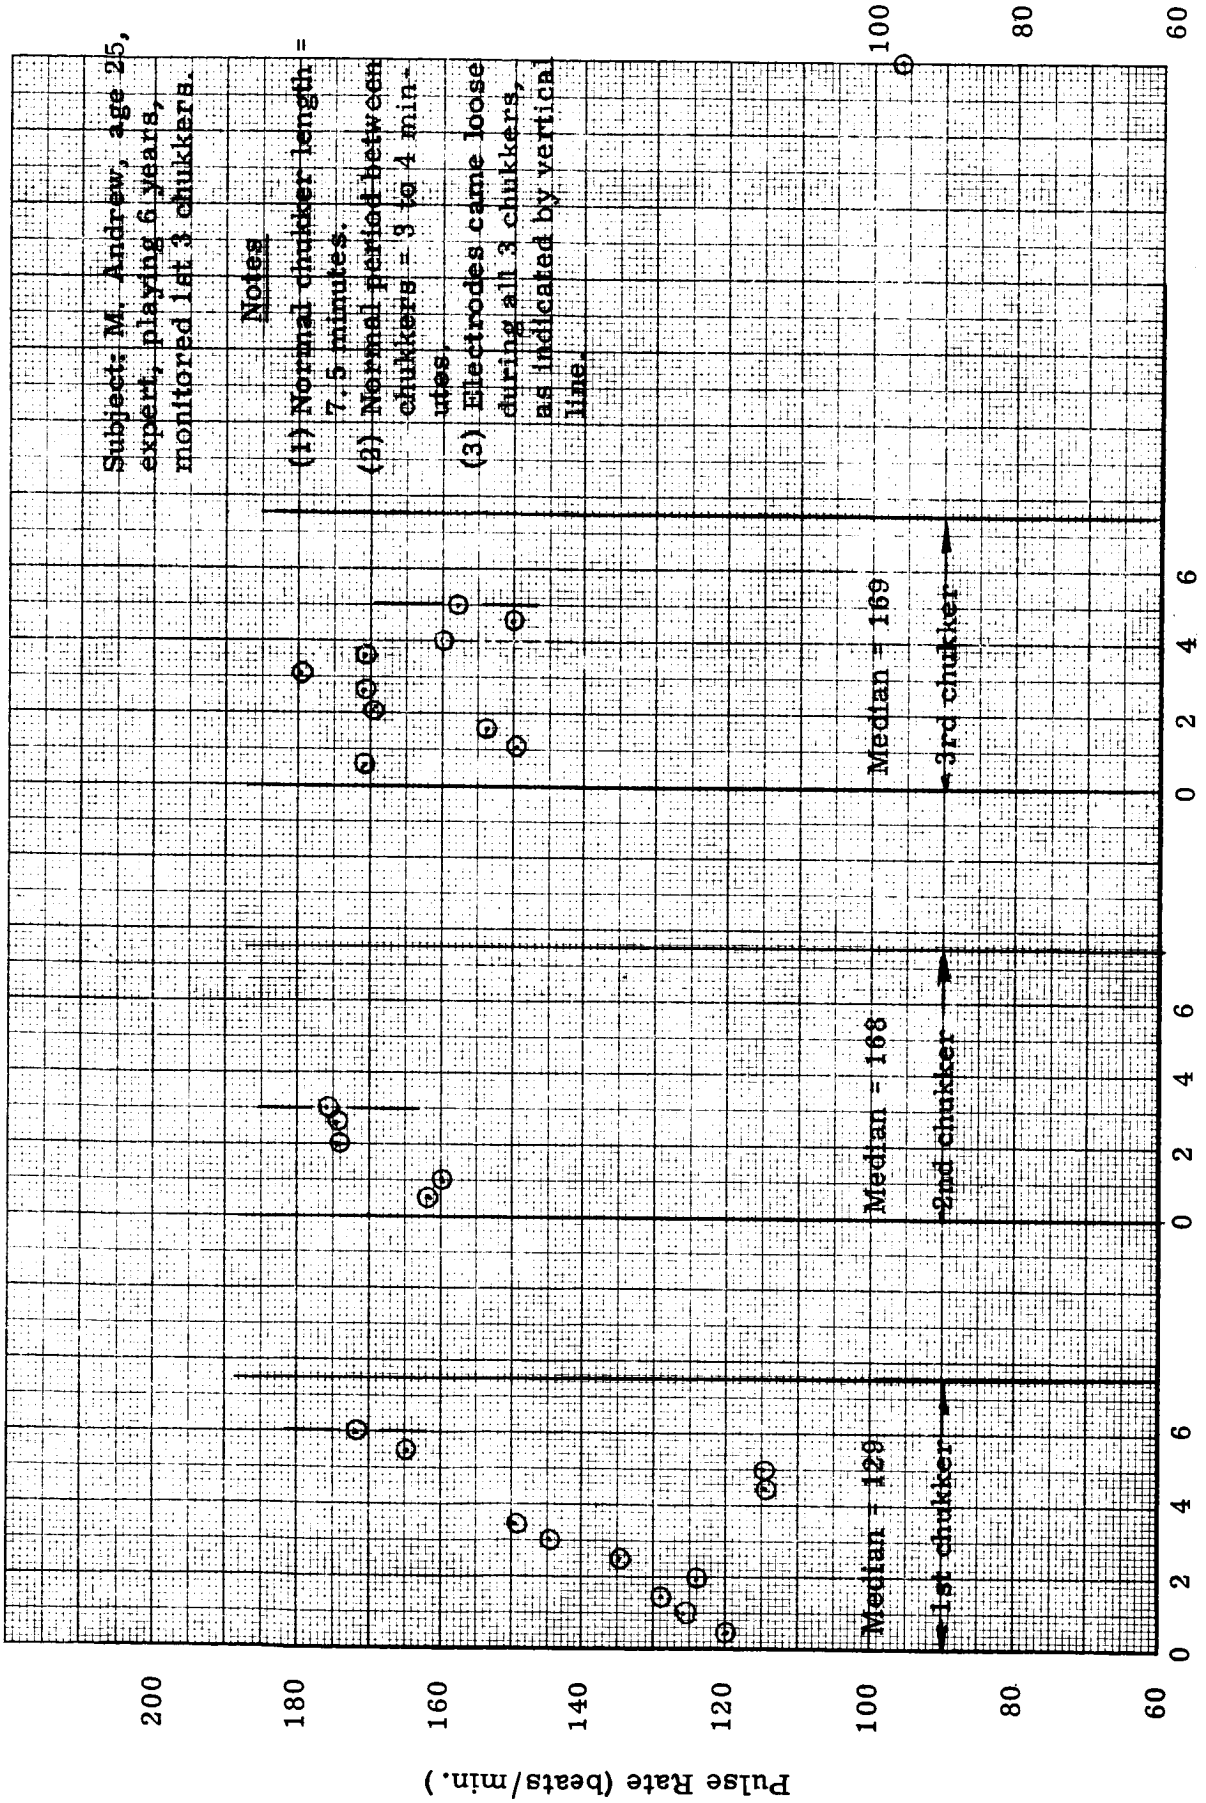 Subject: M. Andrew, age 25,
expert, playing 6 years,
monitored 1st 3 chukkers.
Notes
(1) Normal chukker length =
7.5 minutes.
(2) Normal period between
chukkers = 3 to 4 min-
utes.
(3) Electrodes came loose
during all 3 chukkers,
as indicated by vertical
line.
200
180
160
140
120
100
80
60
Pulse Rate (beats/min.)
100
80
60
Median = 129
1st chukker
Median = 168
2nd chukker
Median = 169
3rd chukker
0 2 4 6
0 2 4 6
0 2 4 6